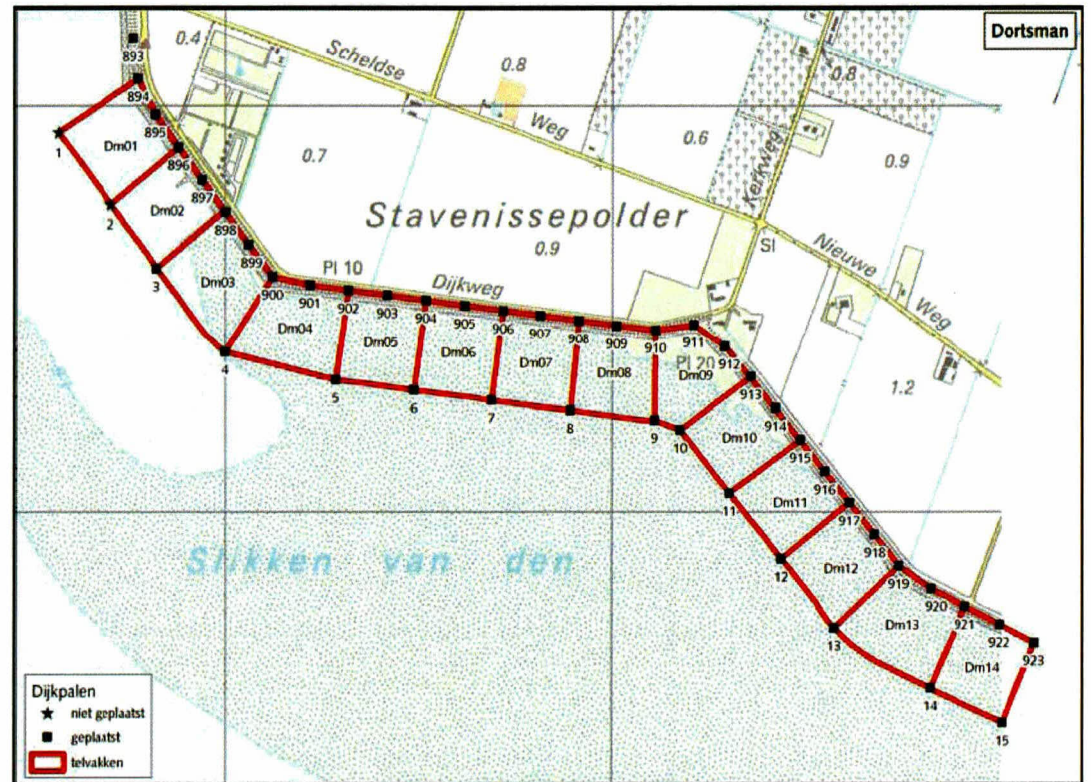 Dortsman
893
0.4
Scheldse
0.8
0.8
894
Weg
895
0.6
1
Dm01
896
0.7
0.9
Kerkweg
897
2
Dm02
898
Stavenissepolder
0.9
SI
Nieuwe
899
3
Dm03
900
Pl 10
Dijkweg
Weg
901
902
903
904
905
906
907
908
909
910
911
912
Dm04
Dm05
Dm06
Dm07
Dm08
Pl 20
Dm09
913
1.2
4
5
6
7
8
9
10
914
Dm10
915
11
916
Dm11
917
Slikken van den
12
918
Dm12
919
920
13
Dm13
921
922
923
Dm14
14
15
Dijkpalen
niet geplaatst
geplaatst
telvakken